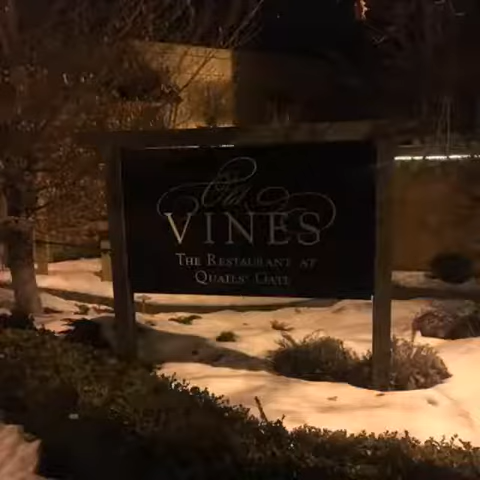 Old
VINES
THE RESTAURANT AT
QUAILS' GATE